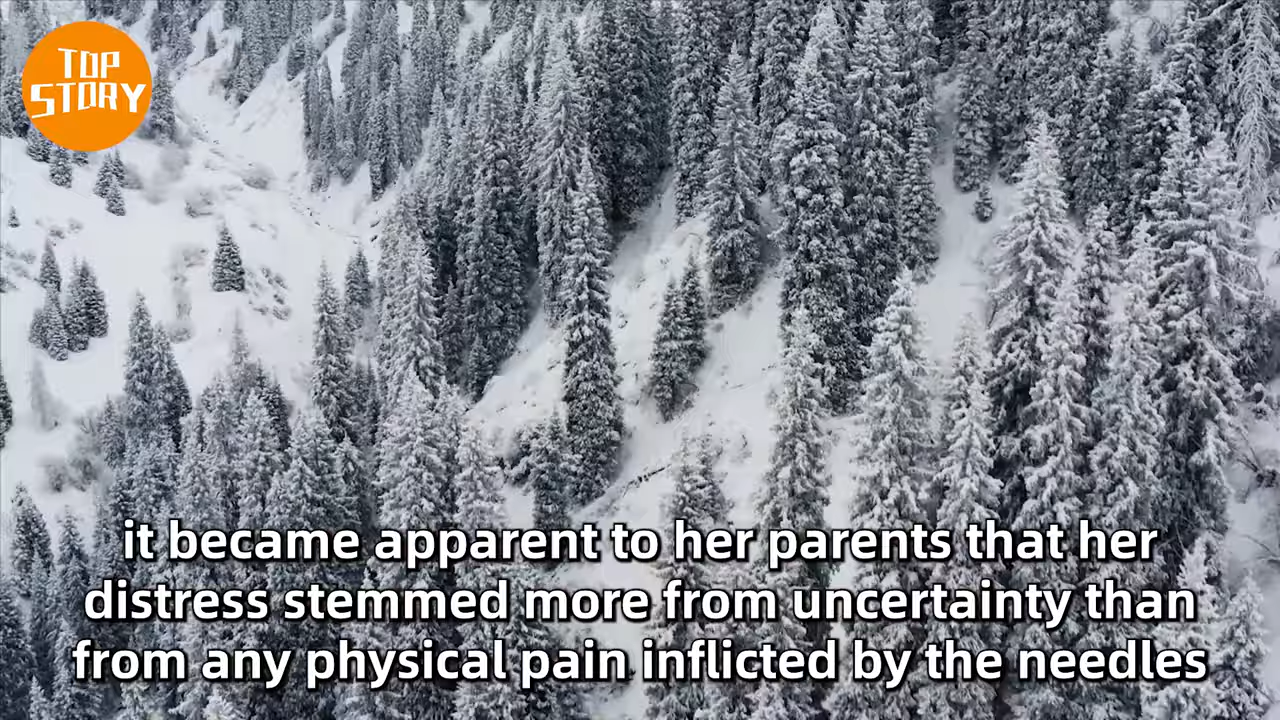 TOP
STORY
it became apparent to her parents that her
distress stemmed more from uncertainty than
from any physical pain inflicted by the needles